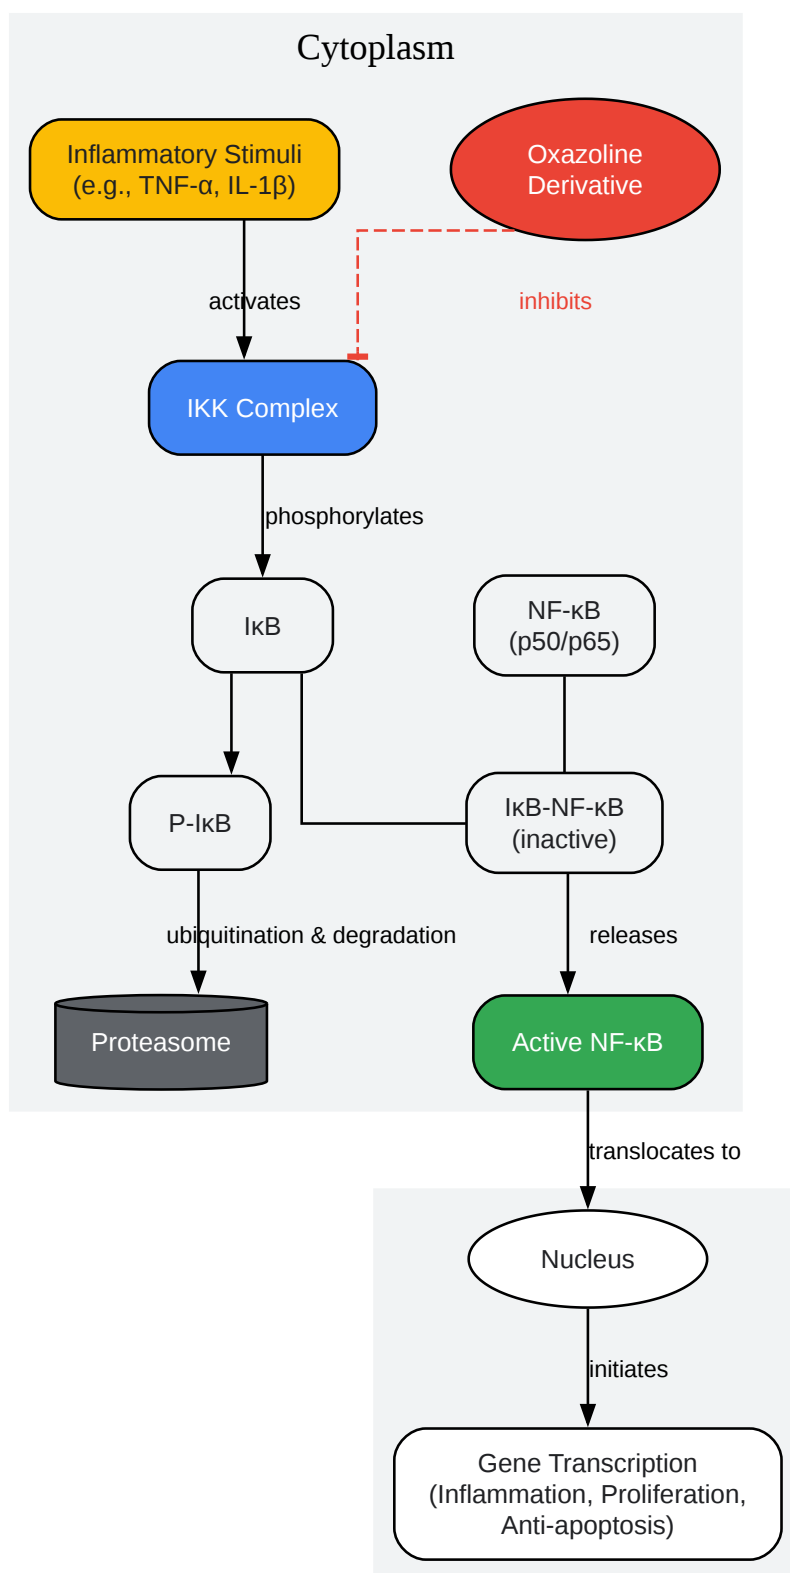 Cytoplasm
Inflammatory Stimuli
(e.g., TNF-α, IL-1β)
Oxazoline
Derivative
activates
inhibits
IKK Complex
phosphorylates
IκB
NF-κB
(p50/p65)
P-IκB
IκB-NF-κB
(inactive)
ubiquitination & degradation
releases
Proteasome
Active NF-κB
translocates to
Nucleus
initiates
Gene Transcription
(Inflammation, Proliferation,
Anti-apoptosis)